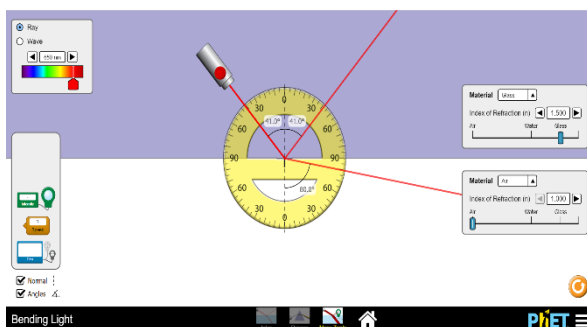 Ray
Wave
650 nm
Material Glass
Index of Refraction (n) 1.500
Air Water Glass
Material Air
Index of Refraction (n) 1.000
Air Water Glass
0
30 30
60 60
90 90
60 60
30 30
0
41.0° 41.0°
80.0°
Normal
Angles
Bending Light
PhET